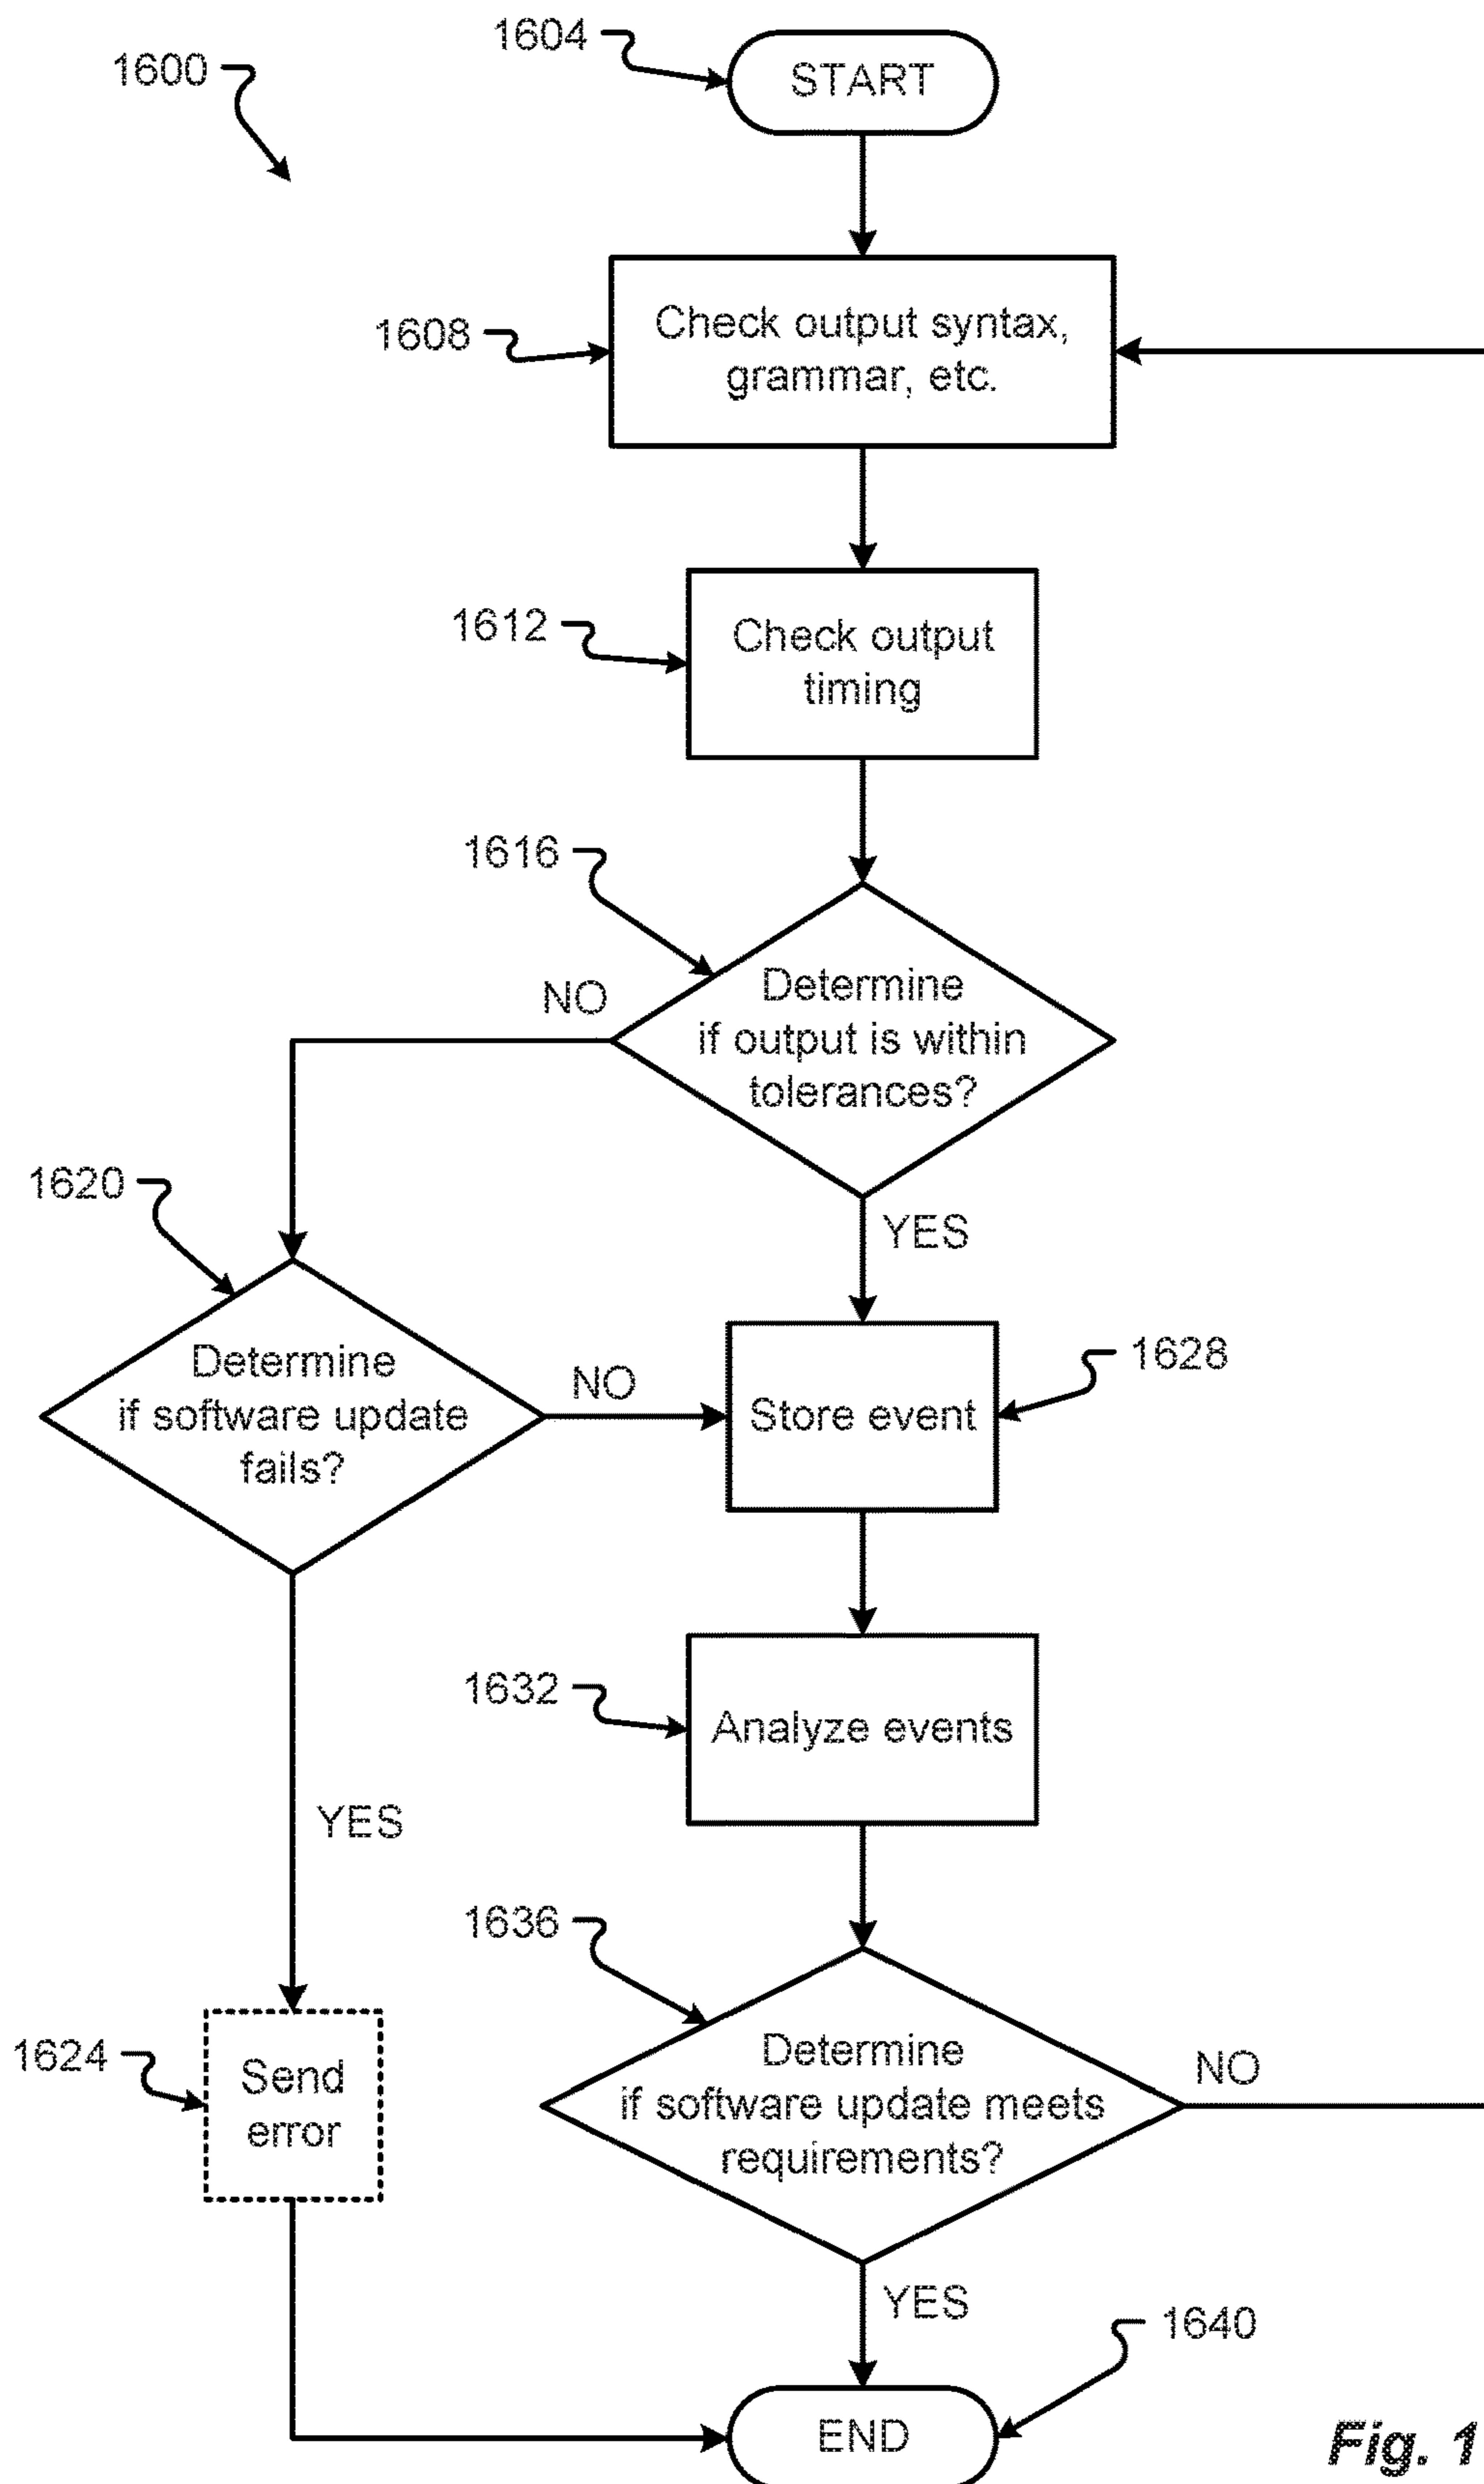 1604
START
1600
1608
Check output syntax,
grammar, etc.
1612
Check output
timing
1616
Determine
if output is within
tolerances?
NO
YES
1620
Determine
if software update
fails?
NO
Store event
1628
1632
Analyze events
YES
1636
Determine
if software update meets
requirements?
NO
1624
Send
error
YES
1640
END
Fig. 1